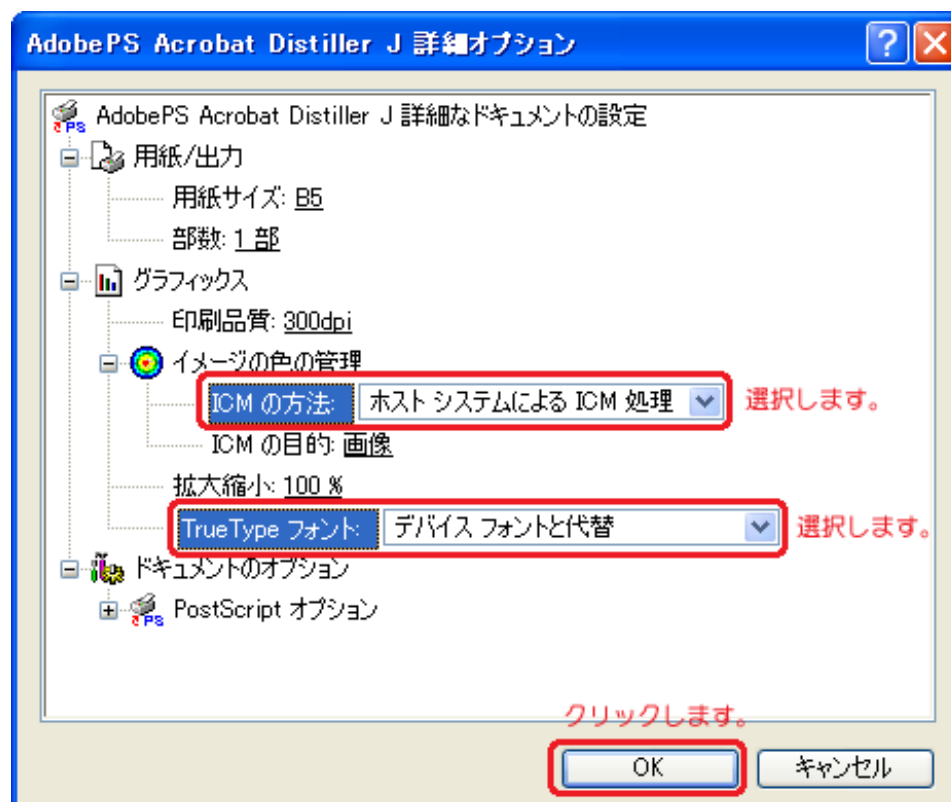 AdobePS Acrobat Distiller J 詳細オプション
AdobePS Acrobat Distiller J 詳細なドキュメントの設定
用紙/出力
用紙サイズ: B5
部数: 1 部
グラフィックス
印刷品質: 300dpi
イメージの色の管理
ICM の方法: ホスト システムによる ICM 処理 選択します。
ICM の目的: 画像
拡大縮小: 100 %
TrueType フォント: デバイス フォントと代替 選択します。
ドキュメントのオプション
PostScript オプション
クリックします。
OK キャンセル